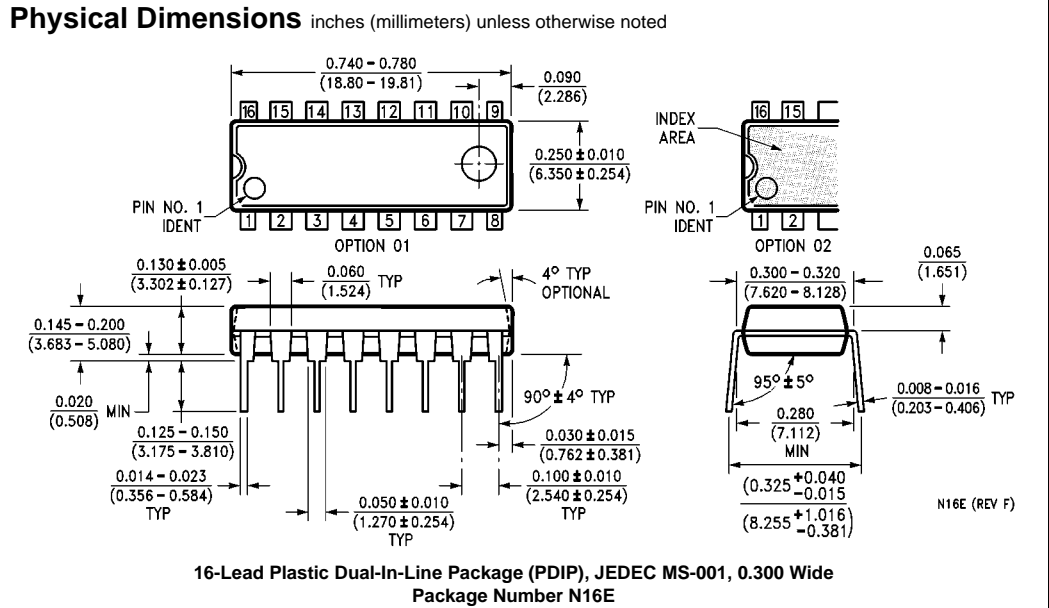 Physical Dimensions inches (millimeters) unless otherwise noted
0.740 – 0.780
(18.80 – 19.81)
0.090
(2.286)
16 15 14 13 12 11 10 9
16 15
INDEX
AREA
0.250 ± 0.010
(6.350 ± 0.254)
PIN NO. 1
IDENT
1 2 3 4 5 6 7 8
OPTION 01
PIN NO. 1
IDENT
1 2
OPTION 02
0.065
(1.651)
0.130 ± 0.005
(3.302 ± 0.127)
0.060
(1.524)
TYP
4° TYP
OPTIONAL
0.300 – 0.320
(7.620 – 8.128)
0.145 – 0.200
(3.683 – 5.080)
0.020
(0.508)
MIN
90° ± 4° TYP
95° ± 5°
0.008 – 0.016
(0.203 – 0.406)
TYP
0.125 – 0.150
(3.175 – 3.810)
0.280
(7.112)
MIN
0.030 ± 0.015
(0.762 ± 0.381)
0.014 – 0.023
(0.356 – 0.584)
TYP
0.050 ± 0.010
(1.270 ± 0.254)
TYP
0.100 ± 0.010
(2.540 ± 0.254)
TYP
(0.325 +0.040
–0.015
(8.255 +1.016
–0.381)
N16E (REV F)
16-Lead Plastic Dual-In-Line Package (PDIP), JEDEC MS-001, 0.300 Wide
Package Number N16E